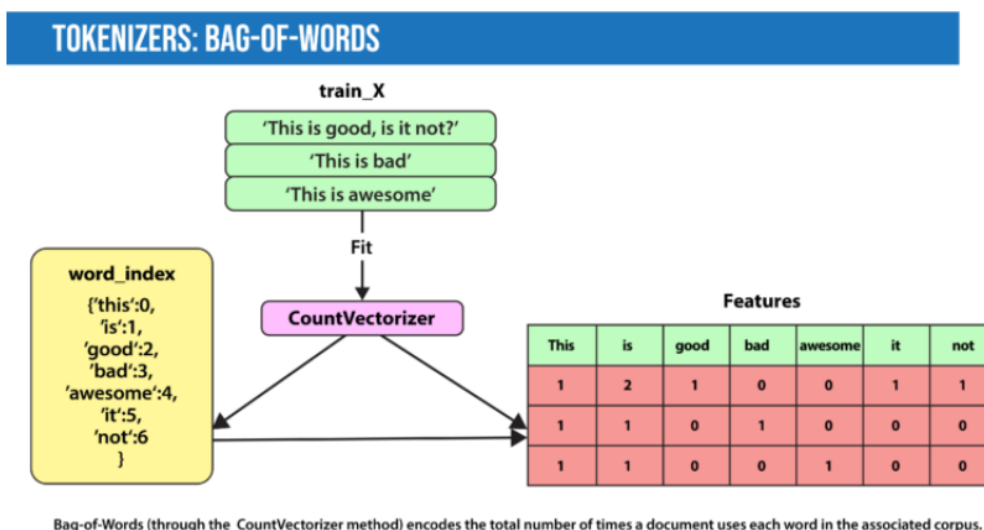 TOKENIZERS: BAG-OF-WORDS
train_X
‘This is good, is it not?’
‘This is bad’
‘This is awesome’
Fit
CountVectorizer
word_index
{‘this’:0,
‘is’:1,
‘good’:2,
‘bad’:3,
‘awesome’:4,
‘it’:5,
‘not’:6
}
Features
This is good bad awesome it not
1 2 1 0 0 1 1
1 1 0 1 0 0 0
1 1 0 0 1 0 0
Bag-of-Words (through the CountVectorizer method) encodes the total number of times a document uses each word in the associated corpus.